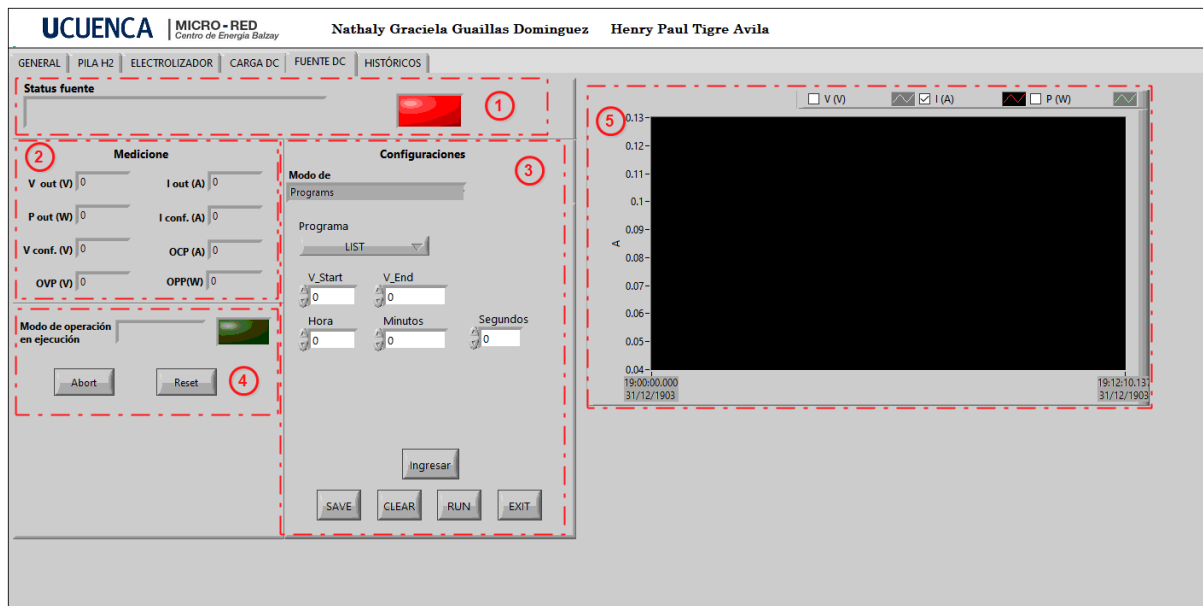 UCUENCA
MICRO-RED
Centro de Energía Balzay
Nathaly Graciela Guaillas Dominguez Henry Paul Tigre Avila
GENERAL PILA H2 ELECTROLIZADOR CARGA DC FUENTE DC HISTÓRICOS
Status fuente
1
2
Medicione
V out (V) 0 I out (A) 0
P out (W) 0 I conf. (A) 0
V conf. (V) 0 OCP (A) 0
OVP (V) 0 OPP(W) 0
Configuraciones
3
Modo de
Programs
Programa
LIST
V_Start V_End
0 0
Hora Minutos Segundos
0 0 0
Ingresar
SAVE CLEAR RUN EXIT
Modo de operación
en ejecución
Abort Reset
4
V (V) I (A) P (W)
5
0.13
0.12
0.11
0.1
0.09
A
0.08
0.07
0.06
0.05
0.04
19:00:00.000 19:12:10.137
31/12/1903 31/12/1903